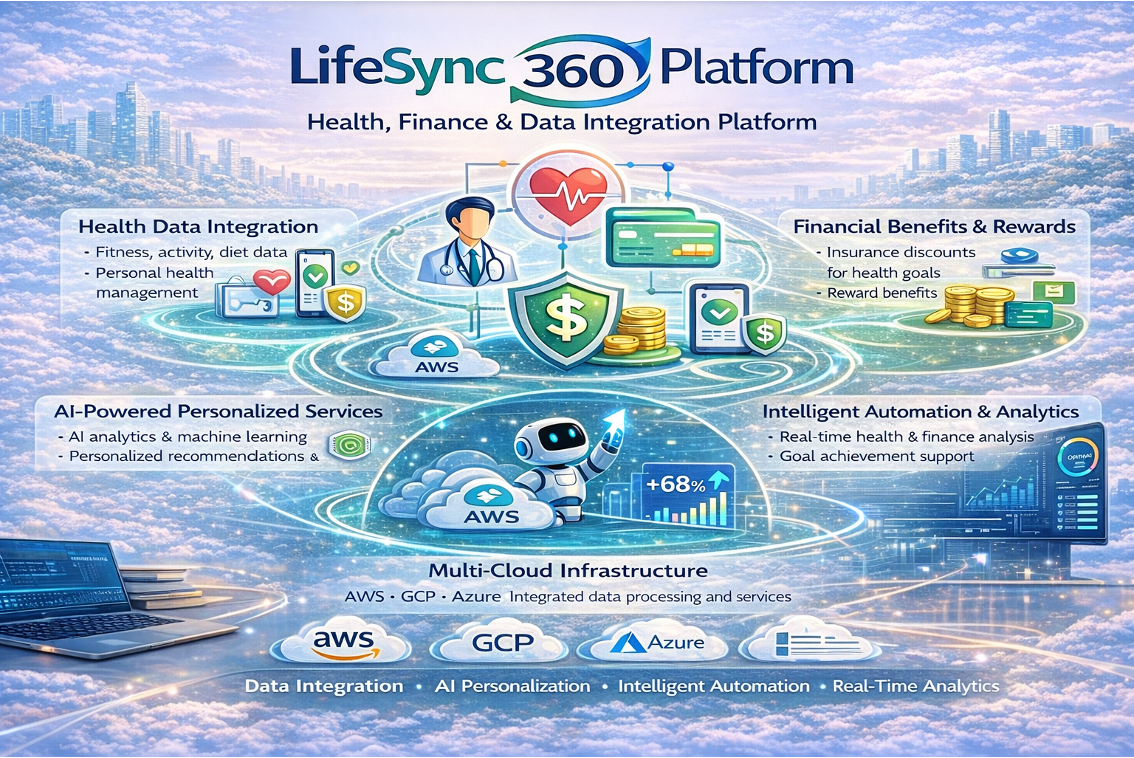 LifeSync 360 Platform
Health, Finance & Data Integration Platform
Health Data Integration
- Fitness, activity, diet data
- Personal health
management
Financial Benefits & Rewards
- Insurance discounts
for health goals
- Reward benefits
$
$
$
AWS
AI-Powered Personalized Services
- AI analytics & machine learning
- Personalized recommendations &
Intelligent Automation & Analytics
- Real-time health & finance analysis
- Goal achievement support
+68%
AWS
Multi-Cloud Infrastructure
AWS • GCP • Azure Integrated data processing and services
aws
GCP
Azure
Data Integration • AI Personalization • Intelligent Automation • Real-Time Analytics